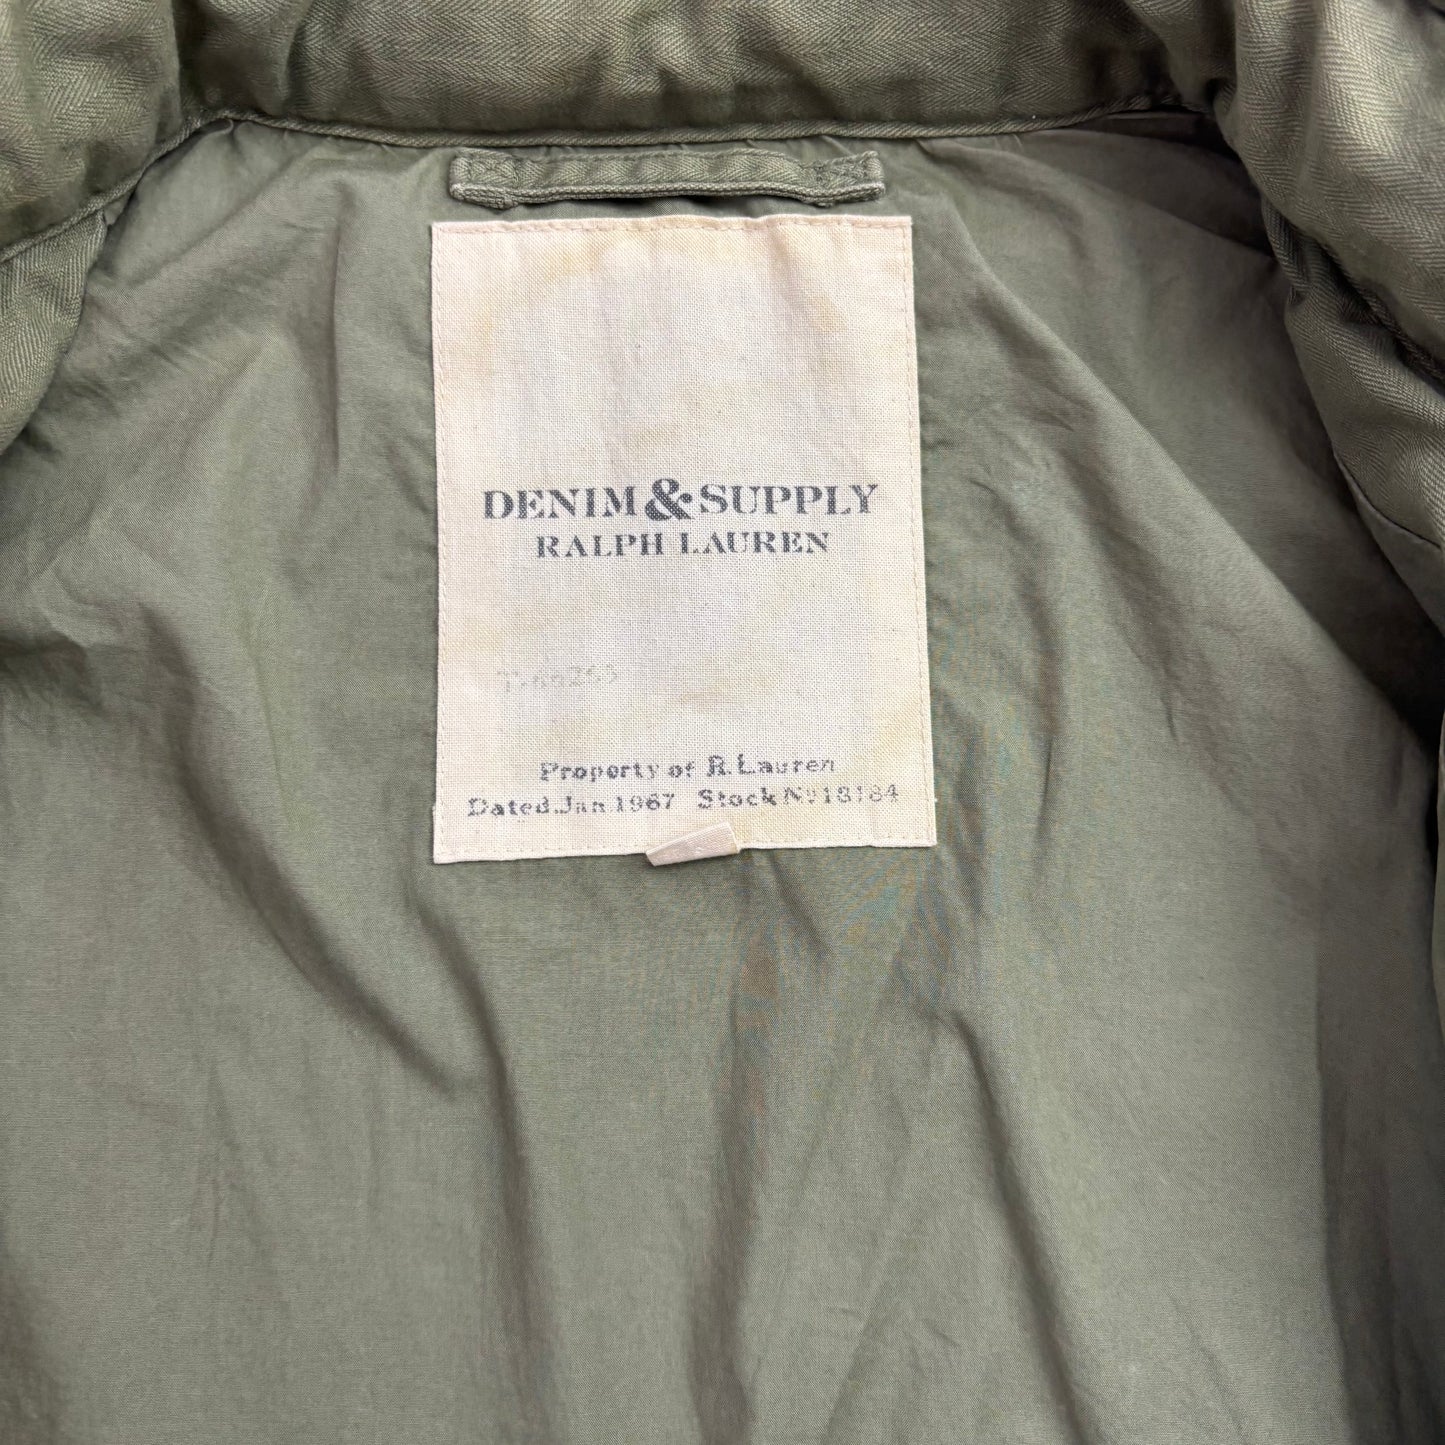 DENIM & SUPPLY
RALPH LAUREN
Property of R. Lauren
Dated Jan 1967 Stock No 18184